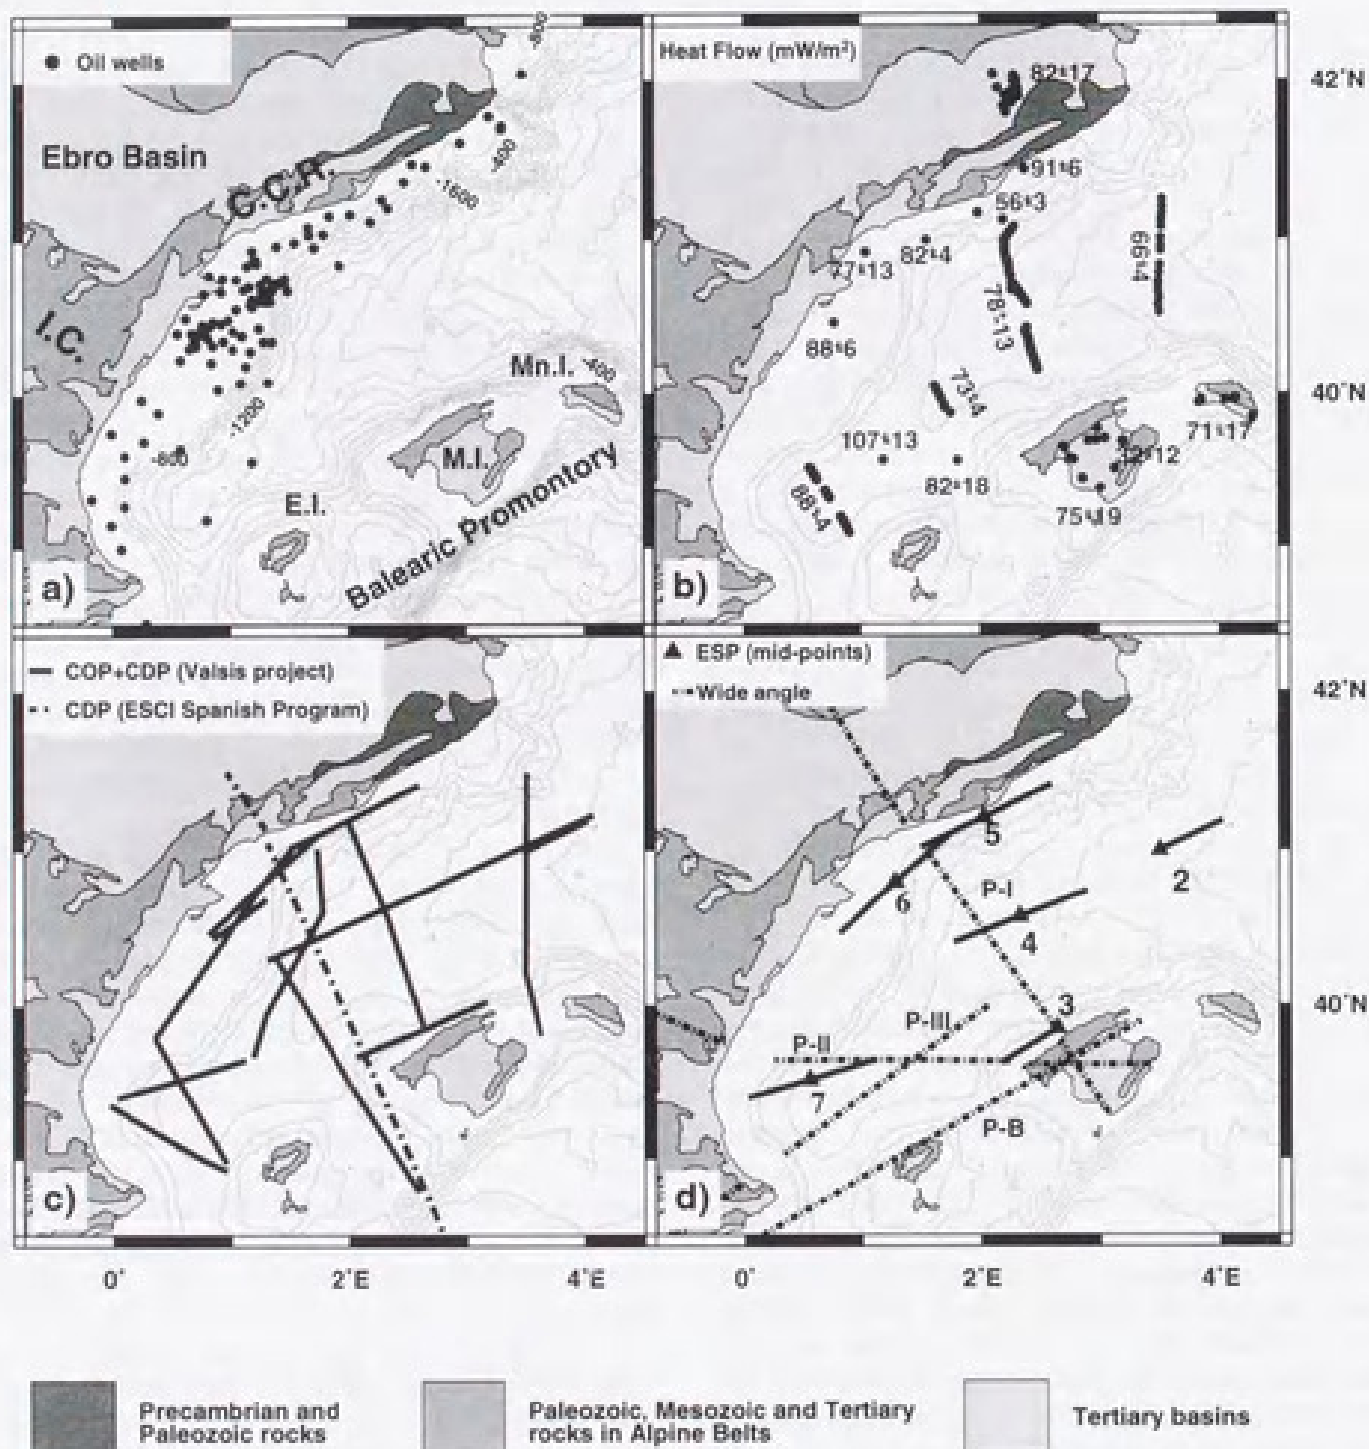 Oil wells
Ebro Basin
C.C.R.
I.C.
-800
-400
-1600
-1200
-800
Mn.I.
-400
M.I.
E.I.
Balearic Promontory
a)
Heat Flow (mW/m²)
82±17
91±6
56±3
82±4
77±13
88±6
78±13
66±4
73±4
107±13
82±18
88±4
71±17
75±19
b)
42°N
40°N
COP+CDP (Valsis project)
CDP (ESCI Spanish Program)
c)
ESP (mid-points)
Wide angle
5
6
P-I
4
2
3
P-III
P-II
7
P-B
d)
42°N
40°N
0° 2°E 4°E 0° 2°E 4°E
Precambrian and
Paleozoic rocks
Paleozoic, Mesozoic and Tertiary
rocks in Alpine Belts
Tertiary basins